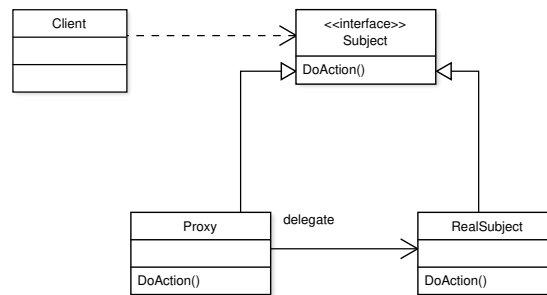 Client
<<interface>>
Subject
DoAction()
Proxy
delegate
RealSubject
DoAction()
DoAction()